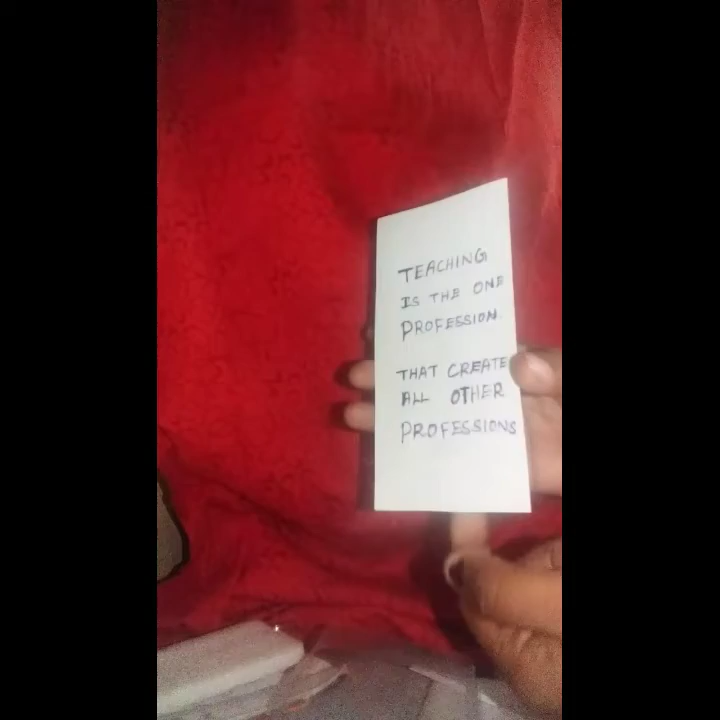 TEACHING
IS THE ONE
PROFESSION.
THAT CREATE
ALL OTHER
PROFESSIONS